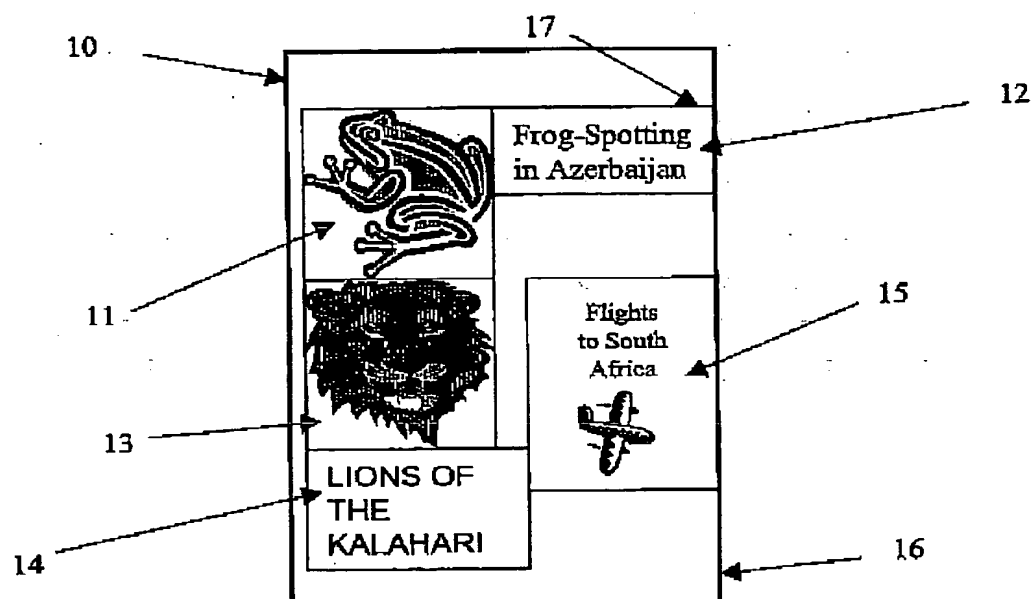 10
17
12
Frog-Spotting
in Azerbaijan
11
15
Flights
to South
Africa
13
LIONS OF
THE
KALAHARI
14
16